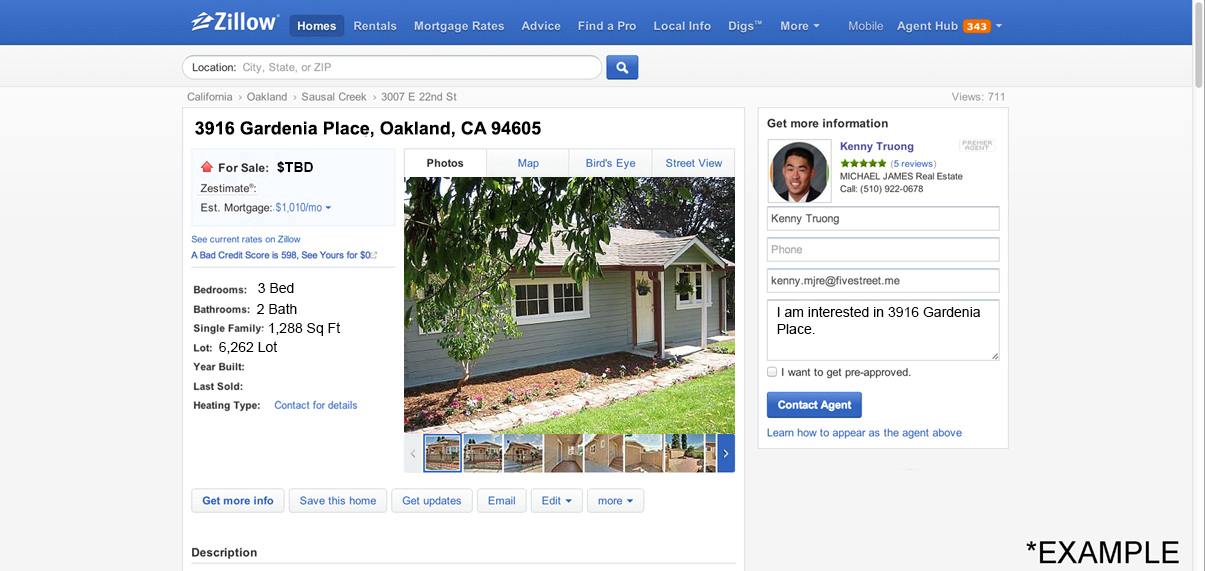 Zillow
Homes Rentals Mortgage Rates Advice Find a Pro Local Info Digs™ More Mobile Agent Hub 343
Location: City, State, or ZIP
California › Oakland › Sausal Creek › 3007 E 22nd St
Views: 711
3916 Gardenia Place, Oakland, CA 94605
For Sale: $TBD
Zestimate®:
Est. Mortgage: $1,010/mo
See current rates on Zillow
A Bad Credit Score is 598, See Yours for $0
Bedrooms: 3 Bed
Bathrooms: 2 Bath
Single Family: 1,288 Sq Ft
Lot: 6,262 Lot
Year Built:
Last Sold:
Heating Type: Contact for details
Photos Map Bird's Eye Street View
Get more info Save this home Get updates Email Edit more
Description
Get more information
Kenny Truong
PREMIER
AGENT
(5 reviews)
MICHAEL JAMES Real Estate
Call: (510) 922-0678
Kenny Truong
Phone
kenny.mjre@fivestreet.me
I am interested in 3916 Gardenia
Place.
I want to get pre-approved.
Contact Agent
Learn how to appear as the agent above
*EXAMPLE